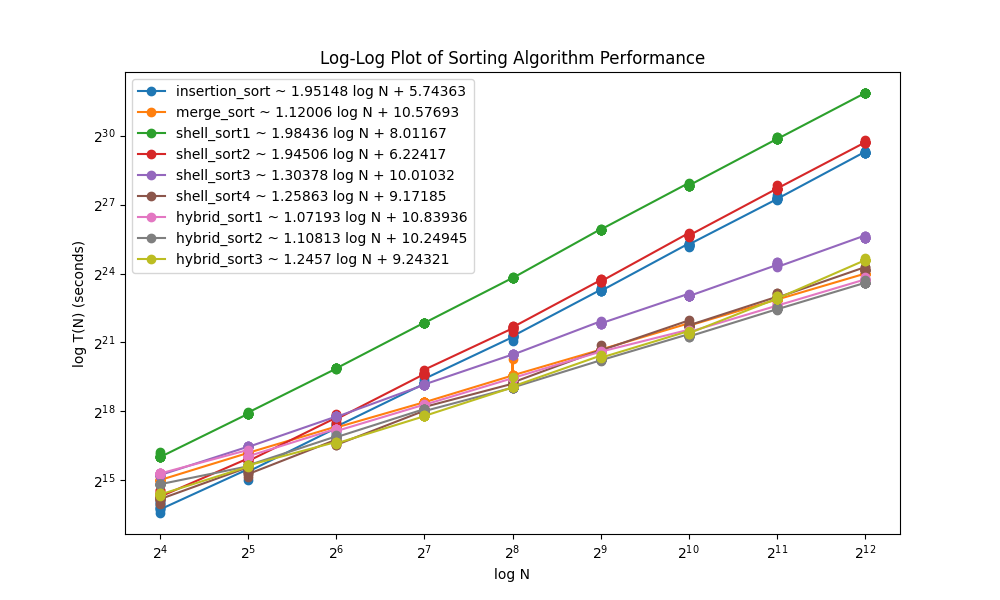 Log-Log Plot of Sorting Algorithm Performance
insertion_sort ~ 1.95148 log N + 5.74363
merge_sort ~ 1.12006 log N + 10.57693
shell_sort1 ~ 1.98436 log N + 8.01167
shell_sort2 ~ 1.94506 log N + 6.22417
shell_sort3 ~ 1.30378 log N + 10.01032
shell_sort4 ~ 1.25863 log N + 9.17185
hybrid_sort1 ~ 1.07193 log N + 10.83936
hybrid_sort2 ~ 1.10813 log N + 10.24945
hybrid_sort3 ~ 1.2457 log N + 9.24321
log T(N) (seconds)
2^30
2^27
2^24
2^21
2^18
2^15
2^4 2^5 2^6 2^7 2^8 2^9 2^10 2^11 2^12
log N